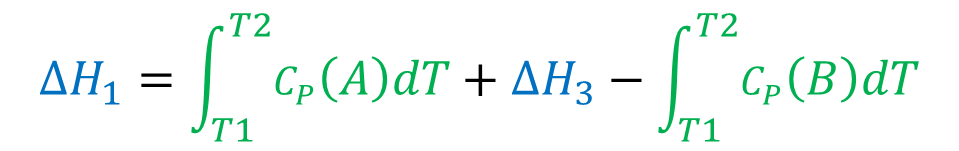 ΔH₁ = ∫_{T1}^{T2} c_P(A)dT + ΔH₃ − ∫_{T1}^{T2} c_P(B)dT